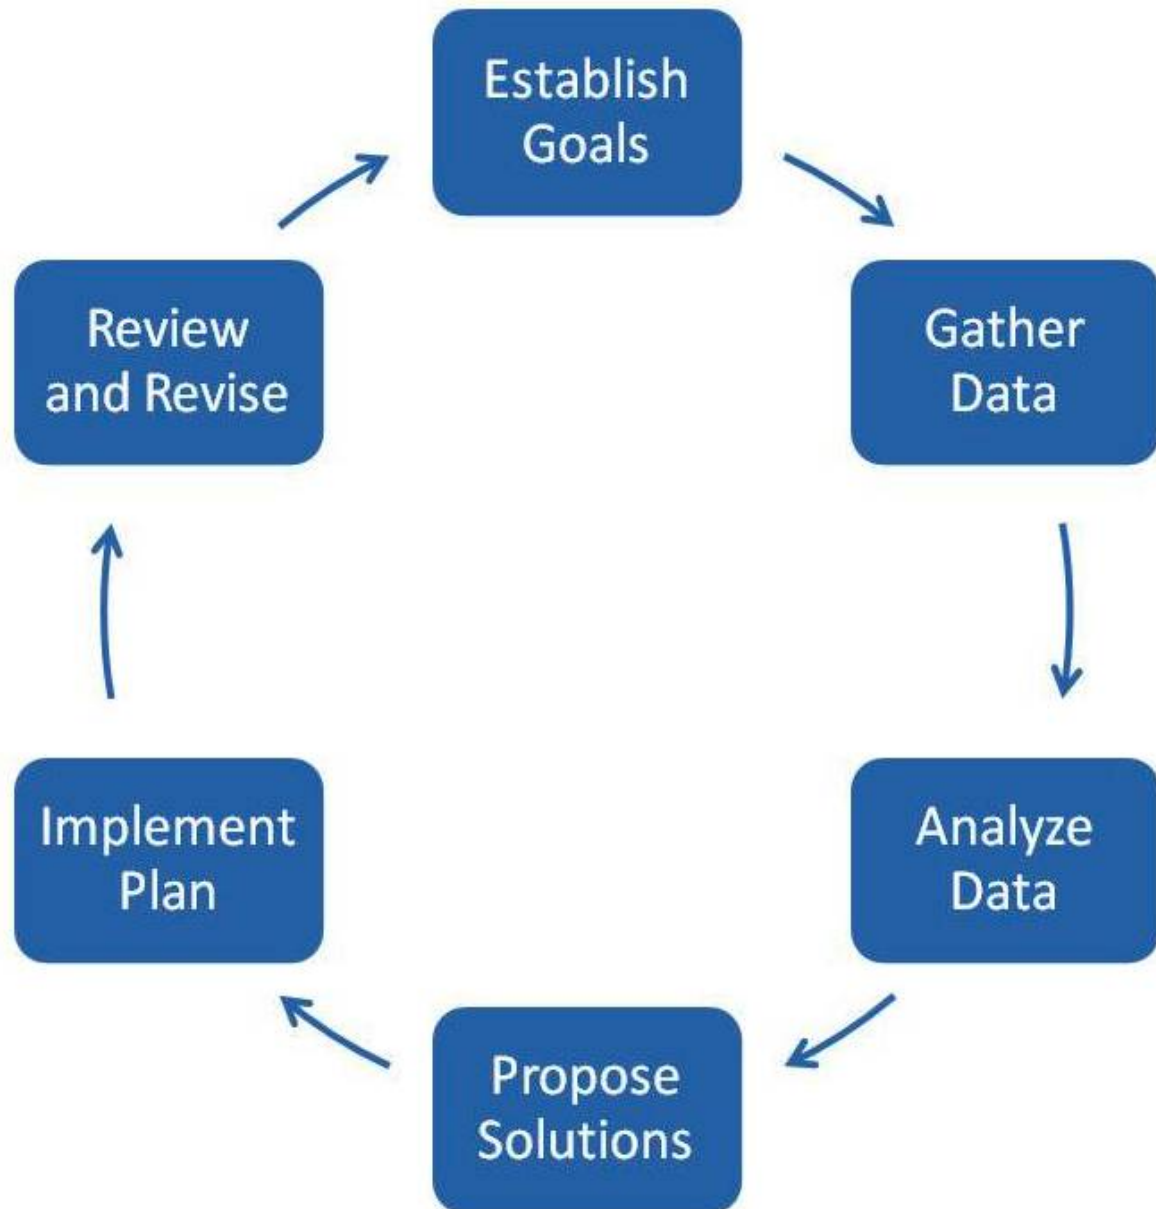 Establish
Goals
Gather
Data
Analyze
Data
Propose
Solutions
Implement
Plan
Review
and Revise